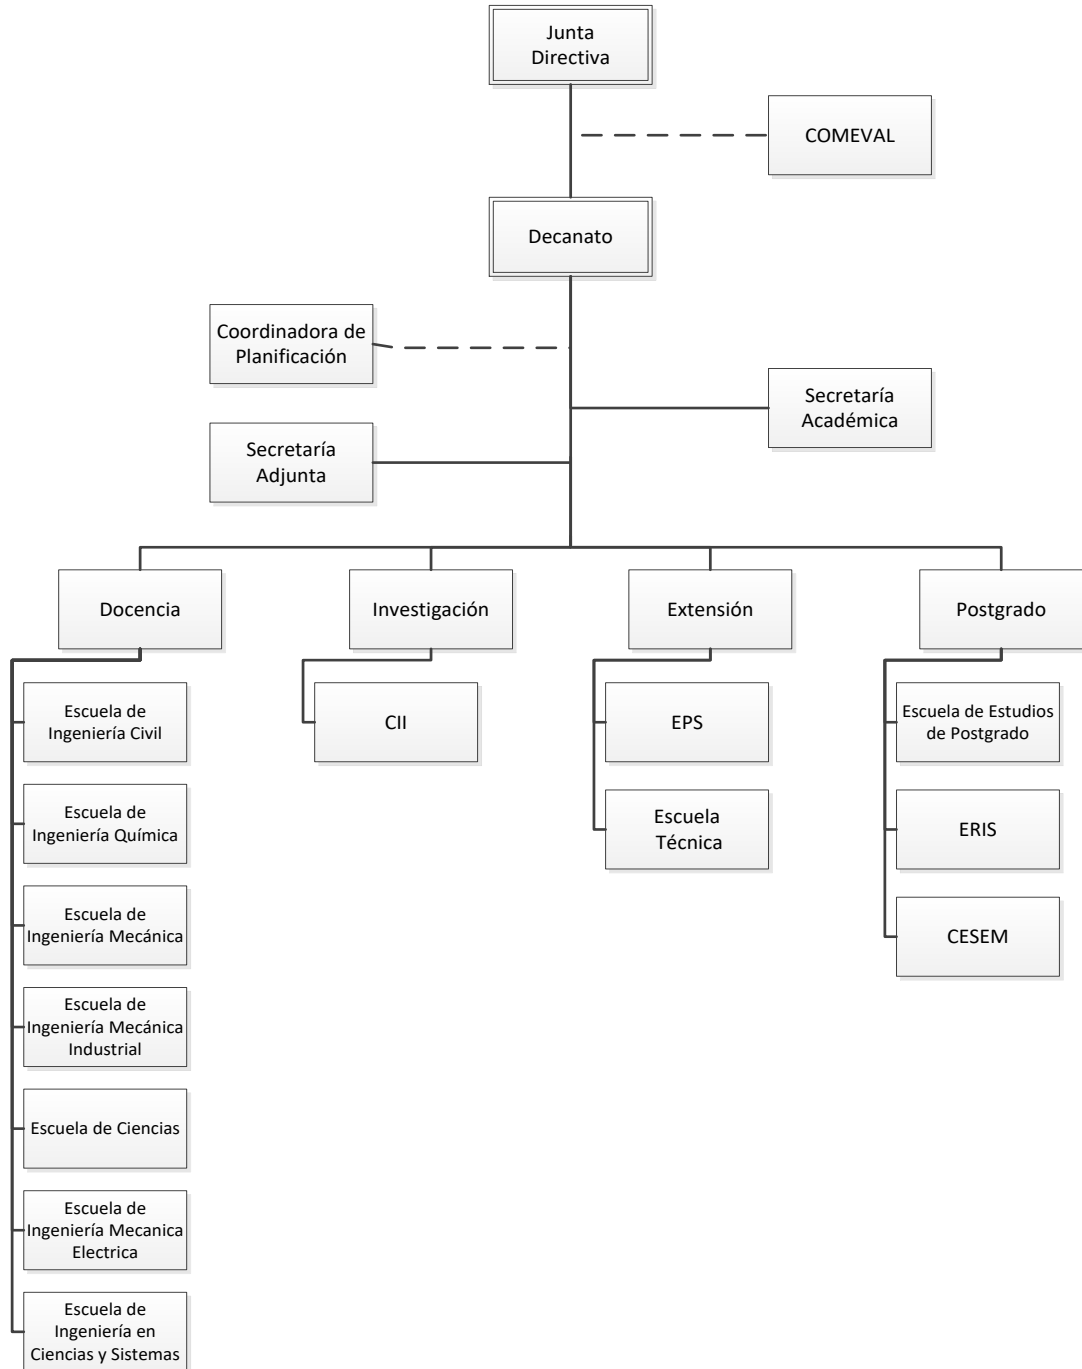 Junta
Directiva
COMEVAL
Decanato
Coordinadora de
Planificación
Secretaría
Académica
Secretaría
Adjunta
Docencia
Investigación
Extensión
Postgrado
Escuela de
Ingeniería Civil
CII
EPS
Escuela de Estudios
de Postgrado
Escuela de
Ingeniería Química
Escuela
Técnica
ERIS
Escuela de
Ingeniería Mecánica
CESEM
Escuela de
Ingeniería Mecánica
Industrial
Escuela de Ciencias
Escuela de
Ingeniería Mecanica
Electrica
Escuela de
Ingeniería en
Ciencias y Sistemas